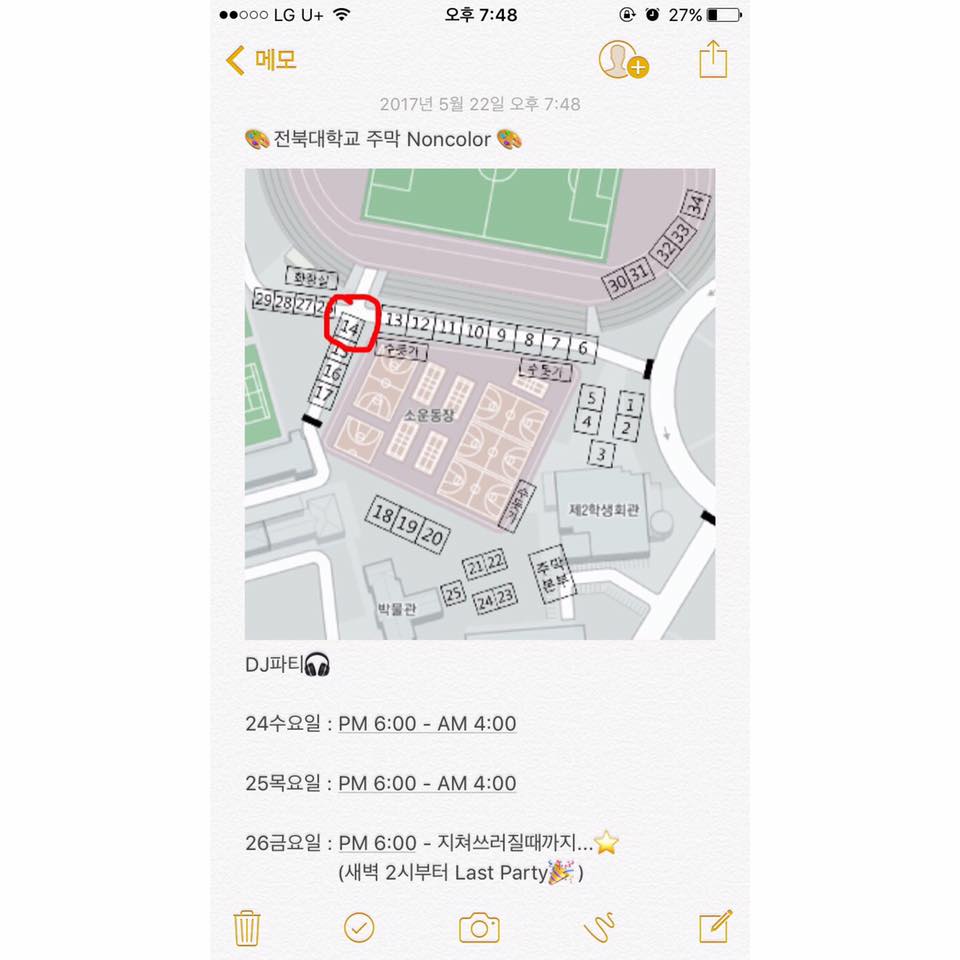 LG U+ 오후 7:48 27%
메모
2017년 5월 22일 오후 7:48
🎨전북대학교 주막 Noncolor 🎨
34
33
32
31
30
화장실
29 28 27 26
14 13 12 11 10 9 8 7 6
15
16
17
수돗가
수돗가
소운동장
5 1
4 2
3
수돗가
제2학생회관
18 19 20
21 22
25 24 23
주막
본부
박물관
DJ파티🎧
24수요일 : PM 6:00 - AM 4:00
25목요일 : PM 6:00 - AM 4:00
26금요일 : PM 6:00 - 지쳐쓰러질때까지...⭐
(새벽 2시부터 Last Party🎉)